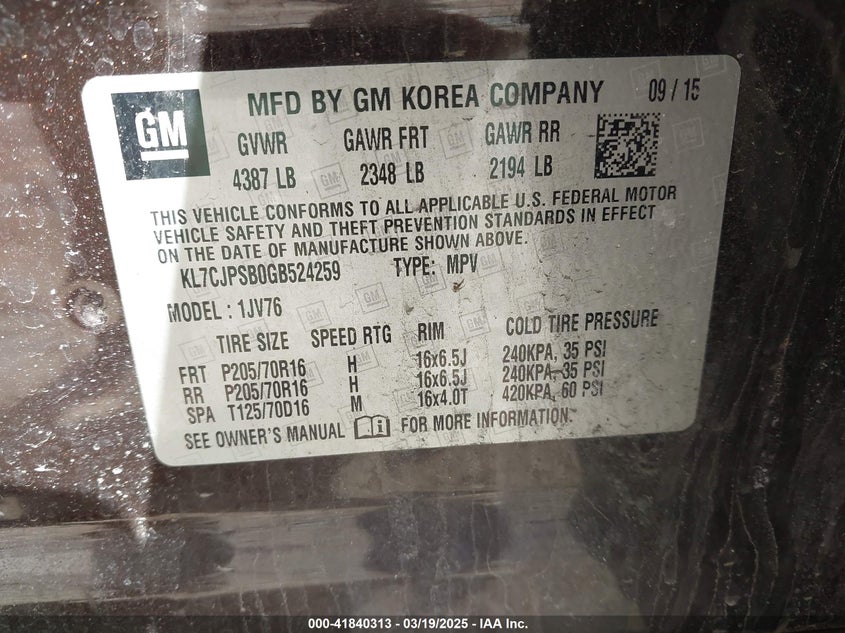 GM
MFD BY GM KOREA COMPANY 09 / 15
GVWR GAWR FRT GAWR RR
4387 LB 2348 LB 2194 LB
THIS VEHICLE CONFORMS TO ALL APPLICABLE U.S. FEDERAL MOTOR
VEHICLE SAFETY AND THEFT PREVENTION STANDARDS IN EFFECT
ON THE DATE OF MANUFACTURE SHOWN ABOVE.
KL7CJPSB0GB524259 TYPE: MPV
MODEL : 1JV76
TIRE SIZE SPEED RTG RIM COLD TIRE PRESSURE
FRT P205/70R16 H 16x6.5J 240KPA, 35 PSI
RR P205/70R16 H 16x6.5J 240KPA, 35 PSI
SPA T125/70D16 M 16x4.0T 420KPA, 60 PSI
SEE OWNER'S MANUAL FOR MORE INFORMATION.
000-41840313 - 03/19/2025 - IAA Inc.